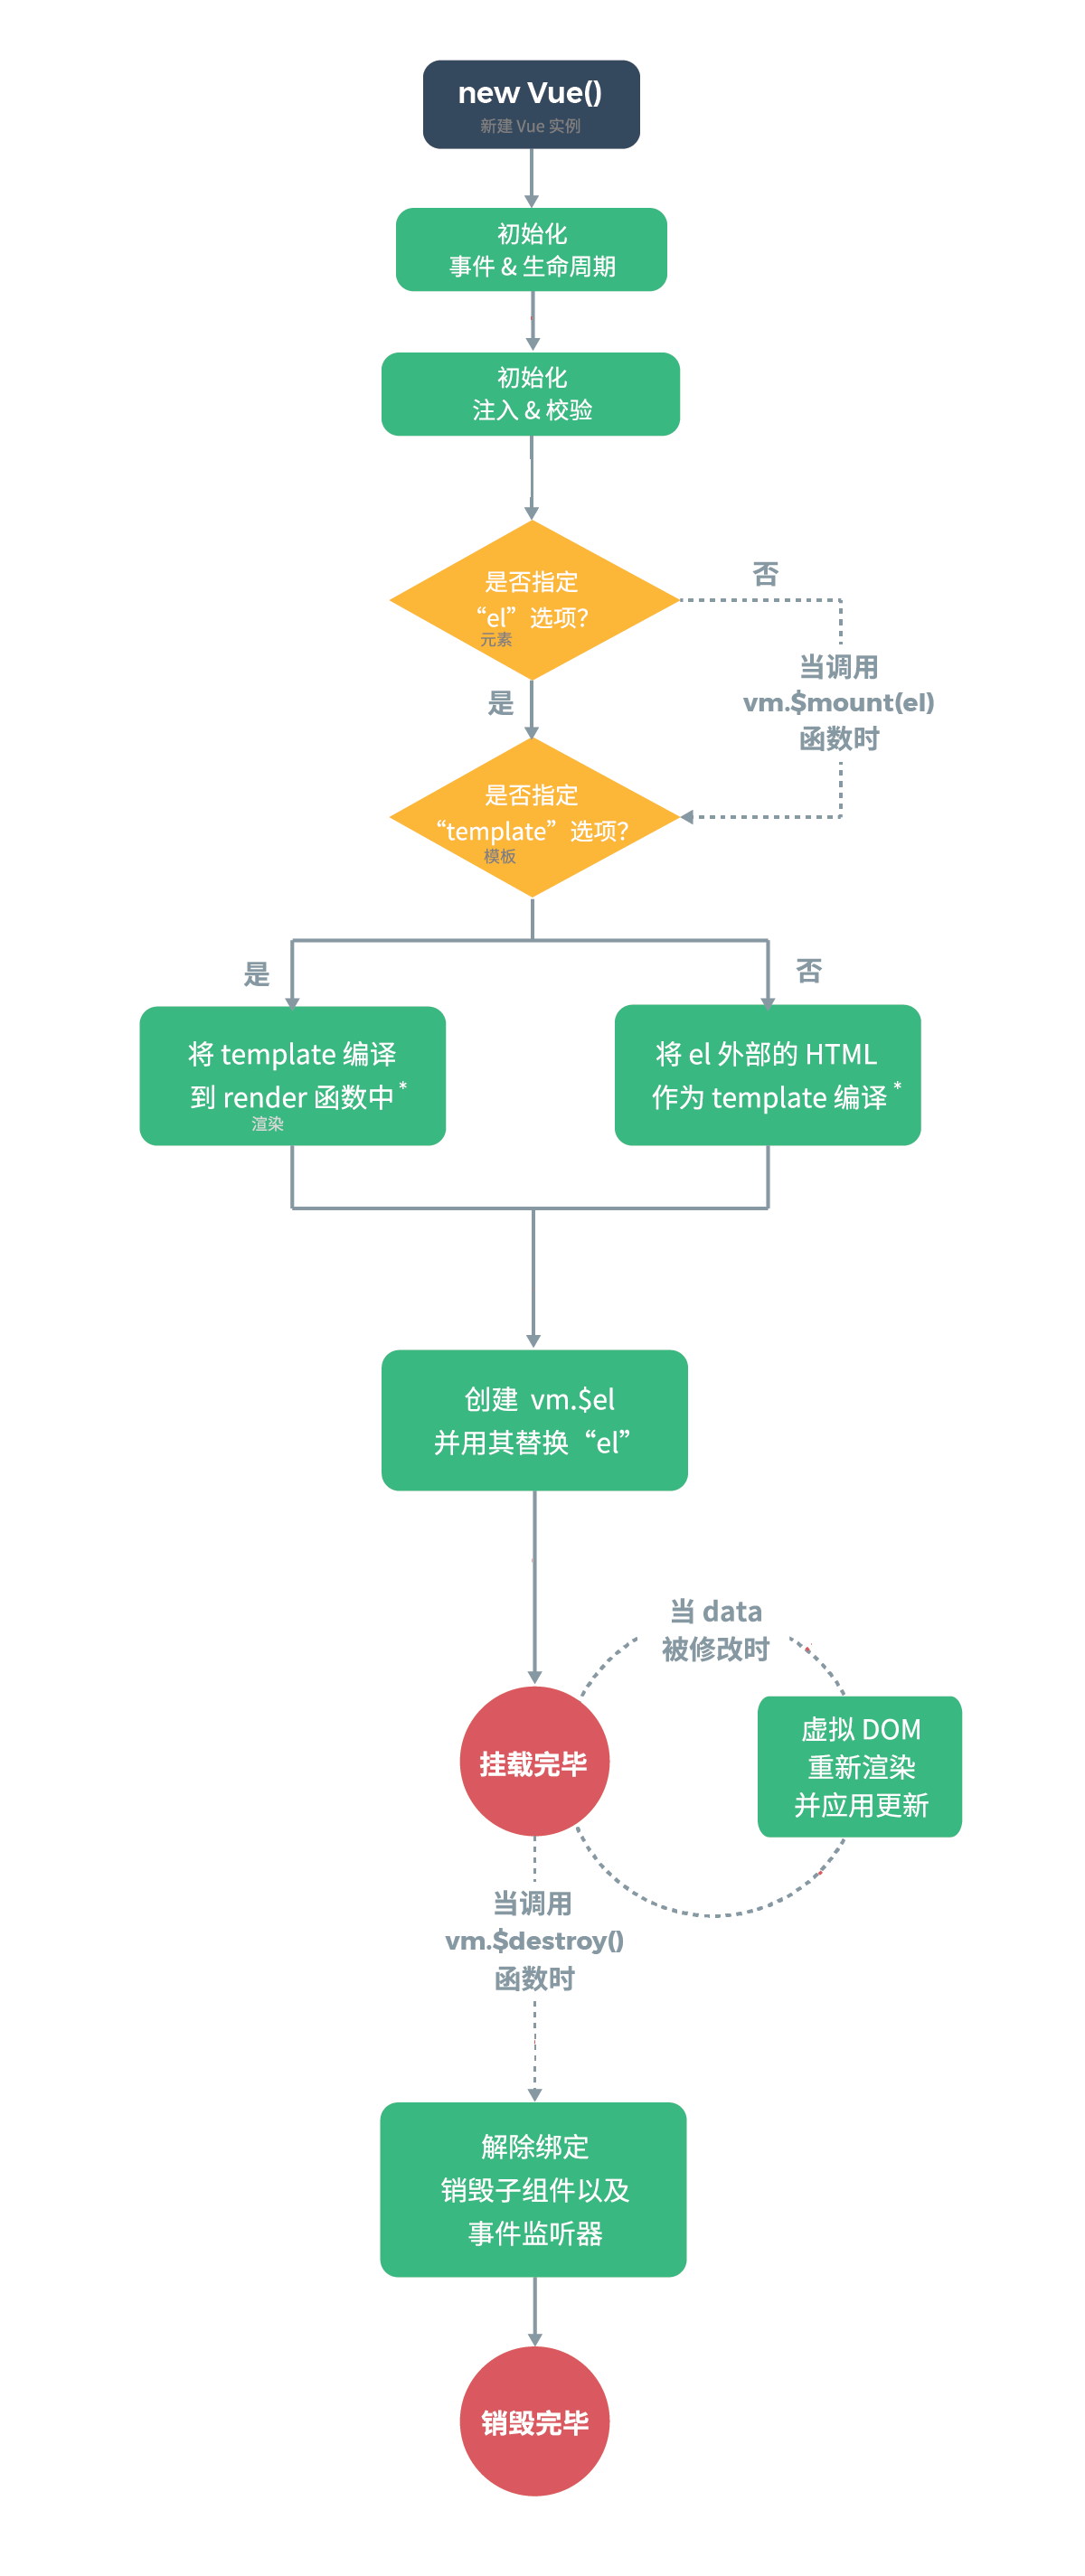 new Vue()
新建 Vue 实例
初始化
事件 & 生命周期
初始化
注入 & 校验
是否指定
“el”选项?
元素
否
当调用
vm.$mount(el)
函数时
是
是否指定
“template”选项?
模板
是
否
将 template 编译
到 render 函数中*
渲染
将 el 外部的 HTML
作为 template 编译*
创建 vm.$el
并用其替换“el”
当 data
被修改时
挂载完毕
虚拟 DOM
重新渲染
并应用更新
当调用
vm.$destroy()
函数时
解除绑定
销毁子组件以及
事件监听器
销毁完毕